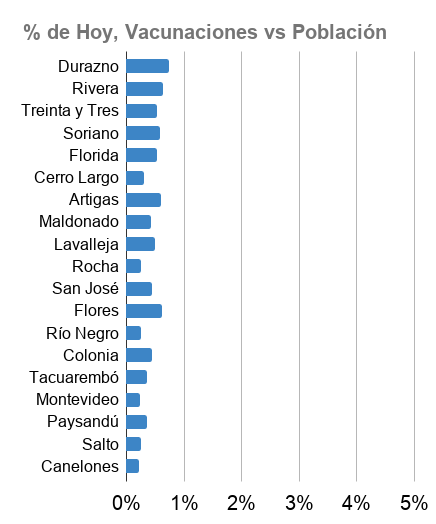 % de Hoy, Vacunaciones vs Población
Durazno
Rivera
Treinta y Tres
Soriano
Florida
Cerro Largo
Artigas
Maldonado
Lavalleja
Rocha
San José
Flores
Río Negro
Colonia
Tacuarembó
Montevideo
Paysandú
Salto
Canelones
0% 1% 2% 3% 4% 5%